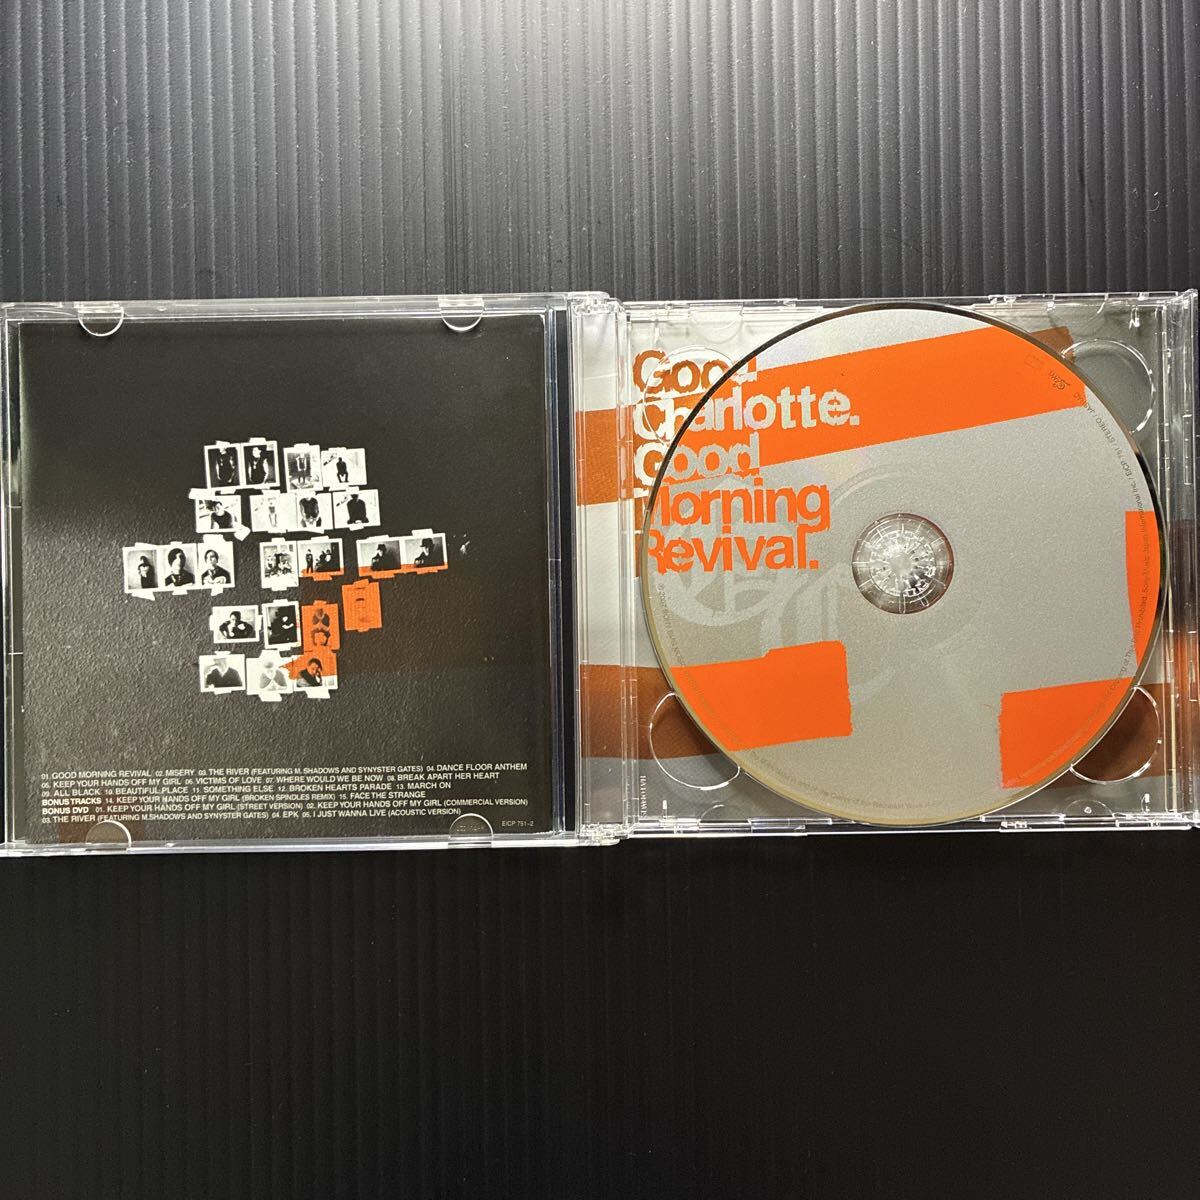 01. GOOD MORNING REVIVAL 02. MISERY 03. THE RIVER (FEATURING M. SHADOWS AND SYNYSTER GATES) 04. DANCE FLOOR ANTHEM
05. KEEP YOUR HANDS OFF MY GIRL 06. VICTIMS OF LOVE 07. WHERE WOULD WE BE NOW 08. BREAK APART HER HEART
09. ALL BLACK 10. BEAUTIFUL PLACE 11. SOMETHING ELSE 12. BROKEN HEARTS PARADE 13. MARCH ON
BONUS TRACKS 14. KEEP YOUR HANDS OFF MY GIRL (BROKEN SPINDLES REMIX) 15. FACE THE STRANGE
BONUS DVD 01. KEEP YOUR HANDS OFF MY GIRL (STREET VERSION) 02. KEEP YOUR HANDS OFF MY GIRL (COMMERCIAL VERSION)
03. THE RIVER (FEATURING M.SHADOWS AND SYNYSTER GATES) 04. EPK 05. I JUST WANNA LIVE (ACOUSTIC VERSION)
EICP 751~2
Good
Charlotte.
Good
Morning
Revival.